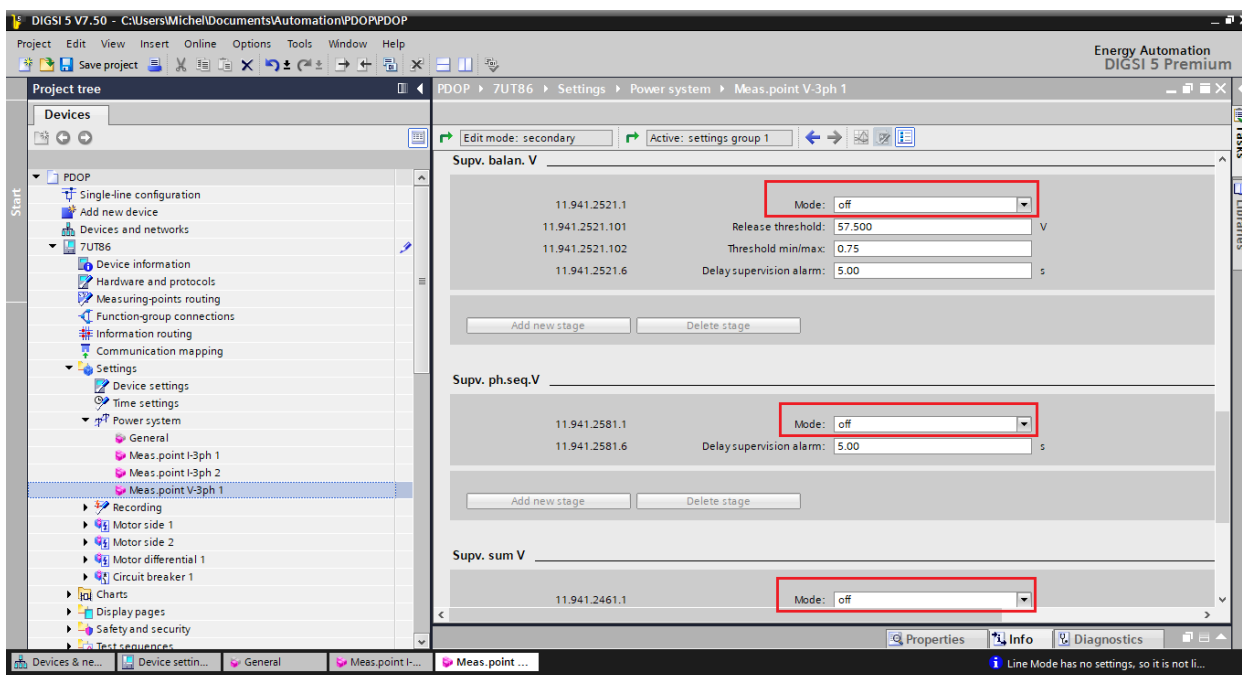 DIGSI 5 V7.50 - C:\Users\Michel\Documents\Automation\PDOP\PDOP
Project Edit View Insert Online Options Tools Window Help
Energy Automation
DIGSI 5 Premium
Save project
Project tree
PDOP ▸ 7UT86 ▸ Settings ▸ Power system ▸ Meas.point V-3ph 1
Devices
Edit mode: secondary
Active: settings group 1
Start
Tasks
Libraries
PDOP
Single-line configuration
Add new device
Devices and networks
7UT86
Device information
Hardware and protocols
Measuring-points routing
Function-group connections
Information routing
Communication mapping
Settings
Device settings
Time settings
Power system
General
Meas.point I-3ph 1
Meas.point I-3ph 2
Meas.point V-3ph 1
Recording
Motor side 1
Motor side 2
Motor differential 1
Circuit breaker 1
Charts
Display pages
Safety and security
Test sequences
Supv. balan. V
11.941.2521.1 Mode: off
11.941.2521.101 Release threshold: 57.500 V
11.941.2521.102 Threshold min/max: 0.75
11.941.2521.6 Delay supervision alarm: 5.00 s
Add new stage Delete stage
Supv. ph.seq.V
11.941.2581.1 Mode: off
11.941.2581.6 Delay supervision alarm: 5.00 s
Add new stage Delete stage
Supv. sum V
11.941.2461.1 Mode: off
Properties Info Diagnostics
Devices & ne... Device settin... General Meas.point I-... Meas.point ...
Line Mode has no settings, so it is not li...